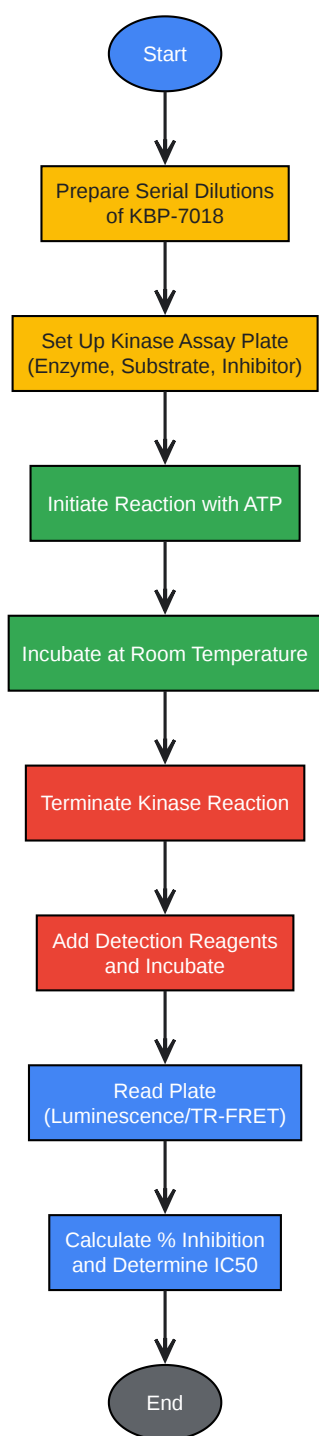 Start
Prepare Serial Dilutions
of KBP-7018
Set Up Kinase Assay Plate
(Enzyme, Substrate, Inhibitor)
Initiate Reaction with ATP
Incubate at Room Temperature
Terminate Kinase Reaction
Add Detection Reagents
and Incubate
Read Plate
(Luminescence/TR-FRET)
Calculate % Inhibition
and Determine IC50
End